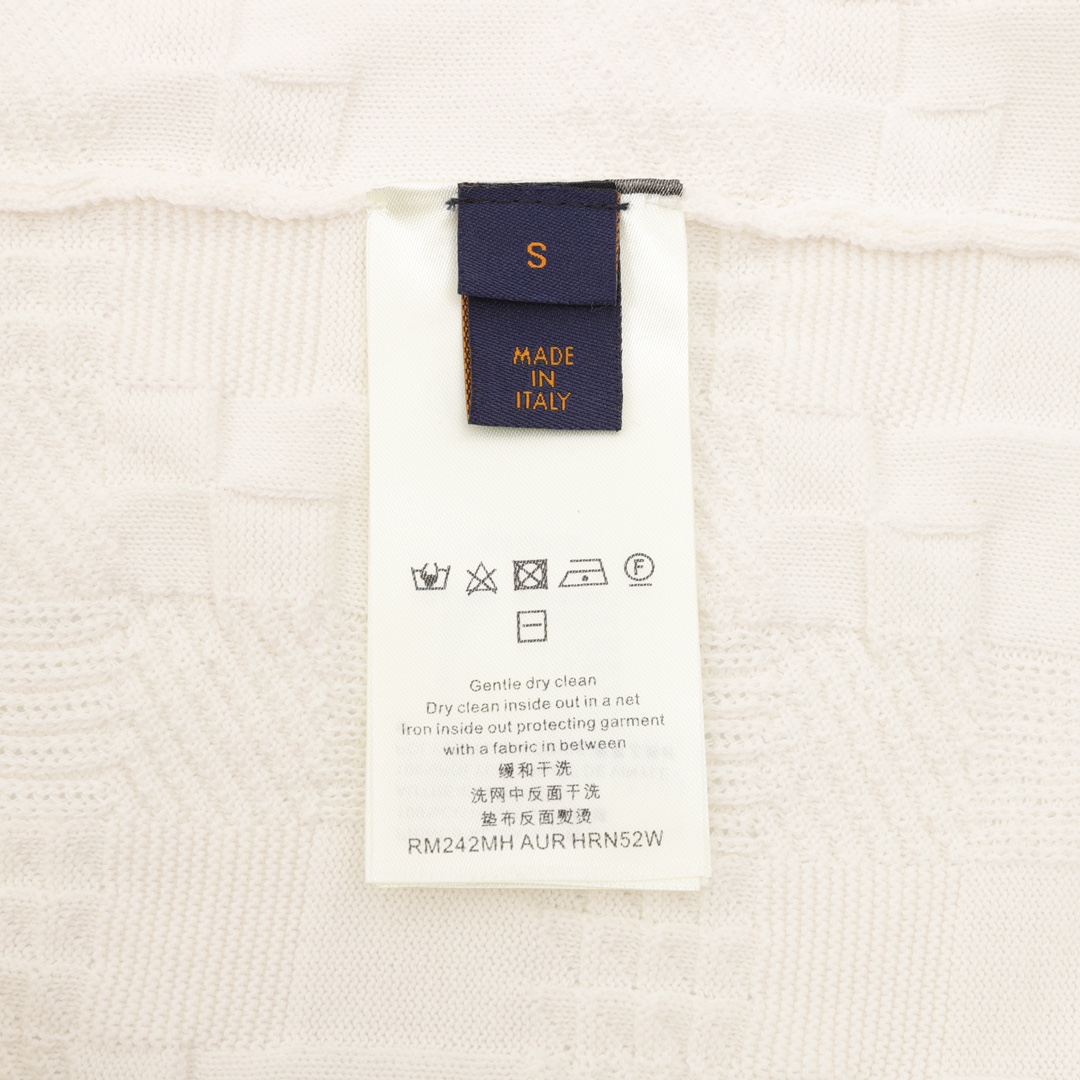 S
MADE
IN
ITALY
F
Gentle dry clean
Dry clean inside out in a net
Iron inside out protecting garment
with a fabric in between
缓和干洗
洗网中反面干洗
垫布反面熨烫
RM242MH AUR HRN52W